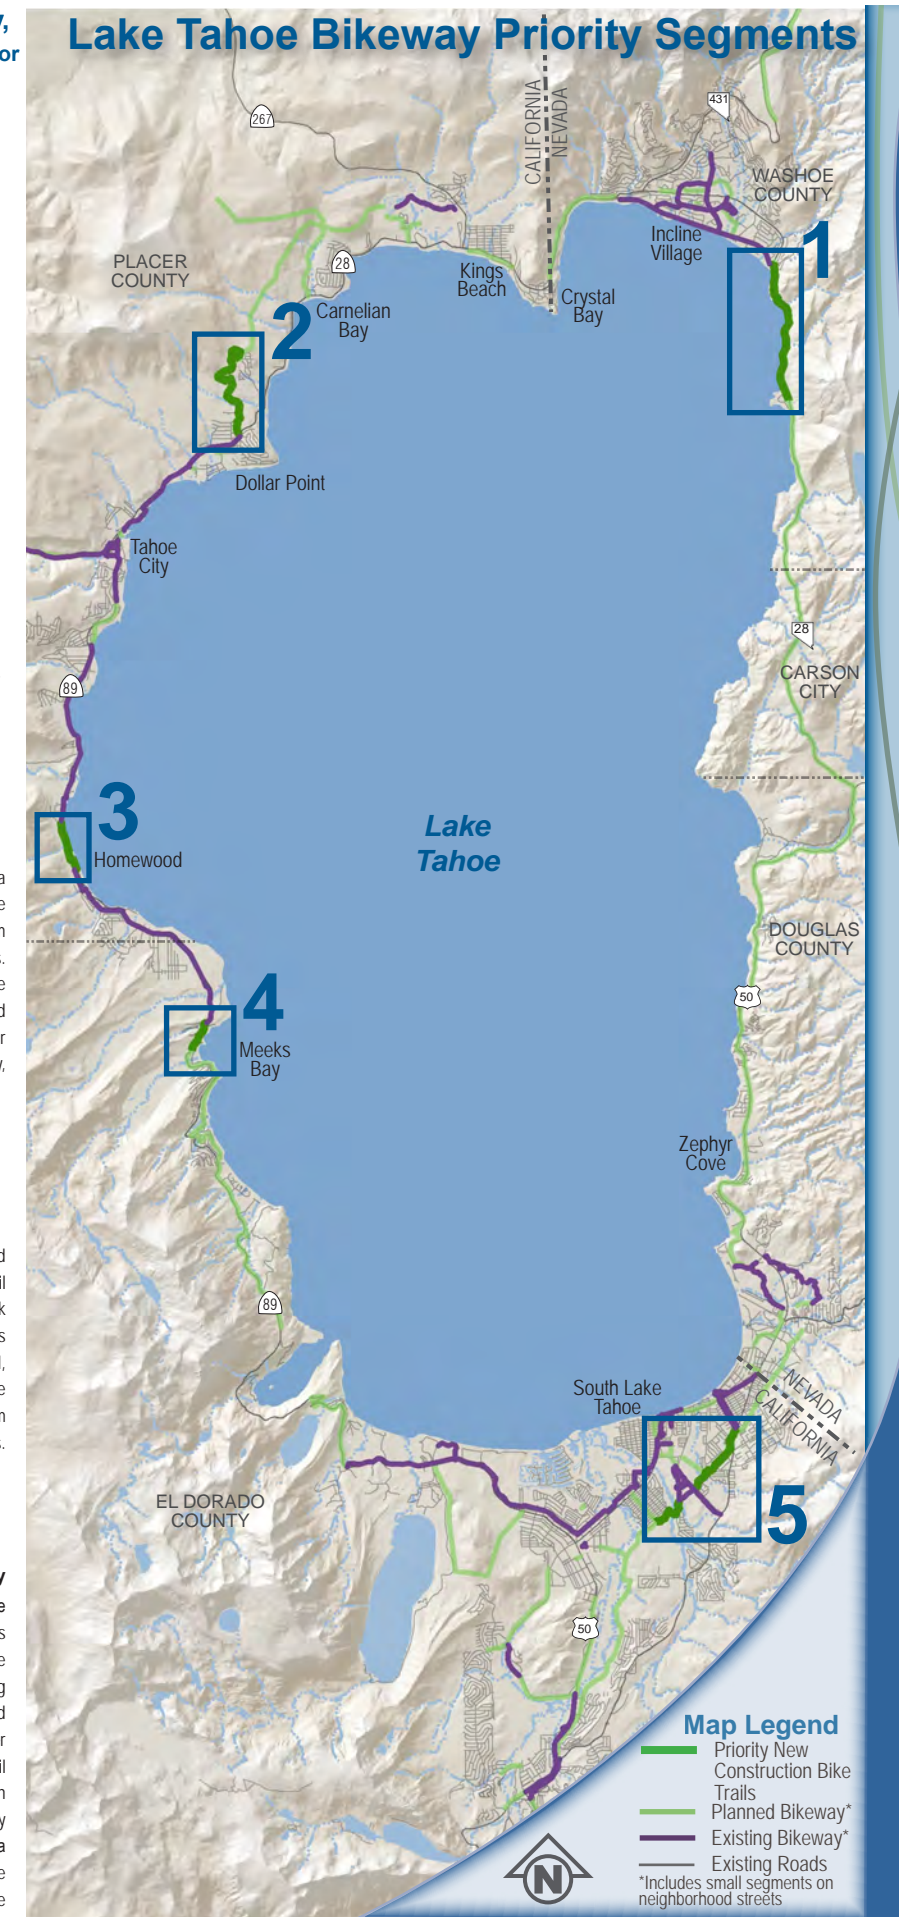 Lake Tahoe Bikeway Priority Segments
or
CALIFORNIA
NEVADA
431
267
WASHOE
COUNTY
1
Incline
Village
PLACER
COUNTY
28
Kings
Beach
Crystal
Bay
2
Carnelian
Bay
Dollar Point
Tahoe
City
28
CARSON
CITY
89
3
Homewood
Lake
Tahoe
DOUGLAS
COUNTY
50
4
Meeks
Bay
Zephyr
Cove
89
South Lake
Tahoe
NEVADA
CALIFORNIA
EL DORADO
COUNTY
5
50
Map Legend
Priority New
Construction Bike
Trails
Planned Bikeway*
Existing Bikeway*
Existing Roads
*Includes small segments on
neighborhood streets
N